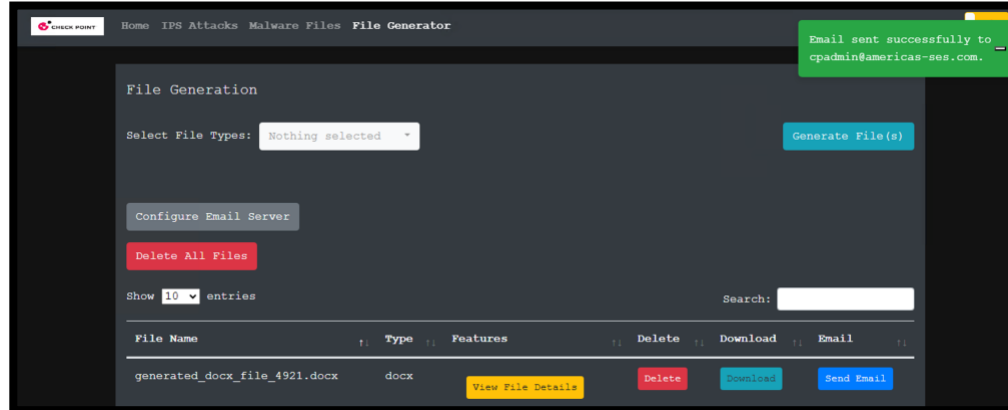 CHECK POINT
Home IPS Attacks Malware Files File Generator
Email sent successfully to
cpadmin@americas-ses.com.
File Generation
Select File Types: Nothing selected
Generate File(s)
Configure Email Server
Delete All Files
Show 10 entries
Search:
File Name Type Features Delete Download Email
generated_docx_file_4921.docx docx View File Details Delete Download Send Email